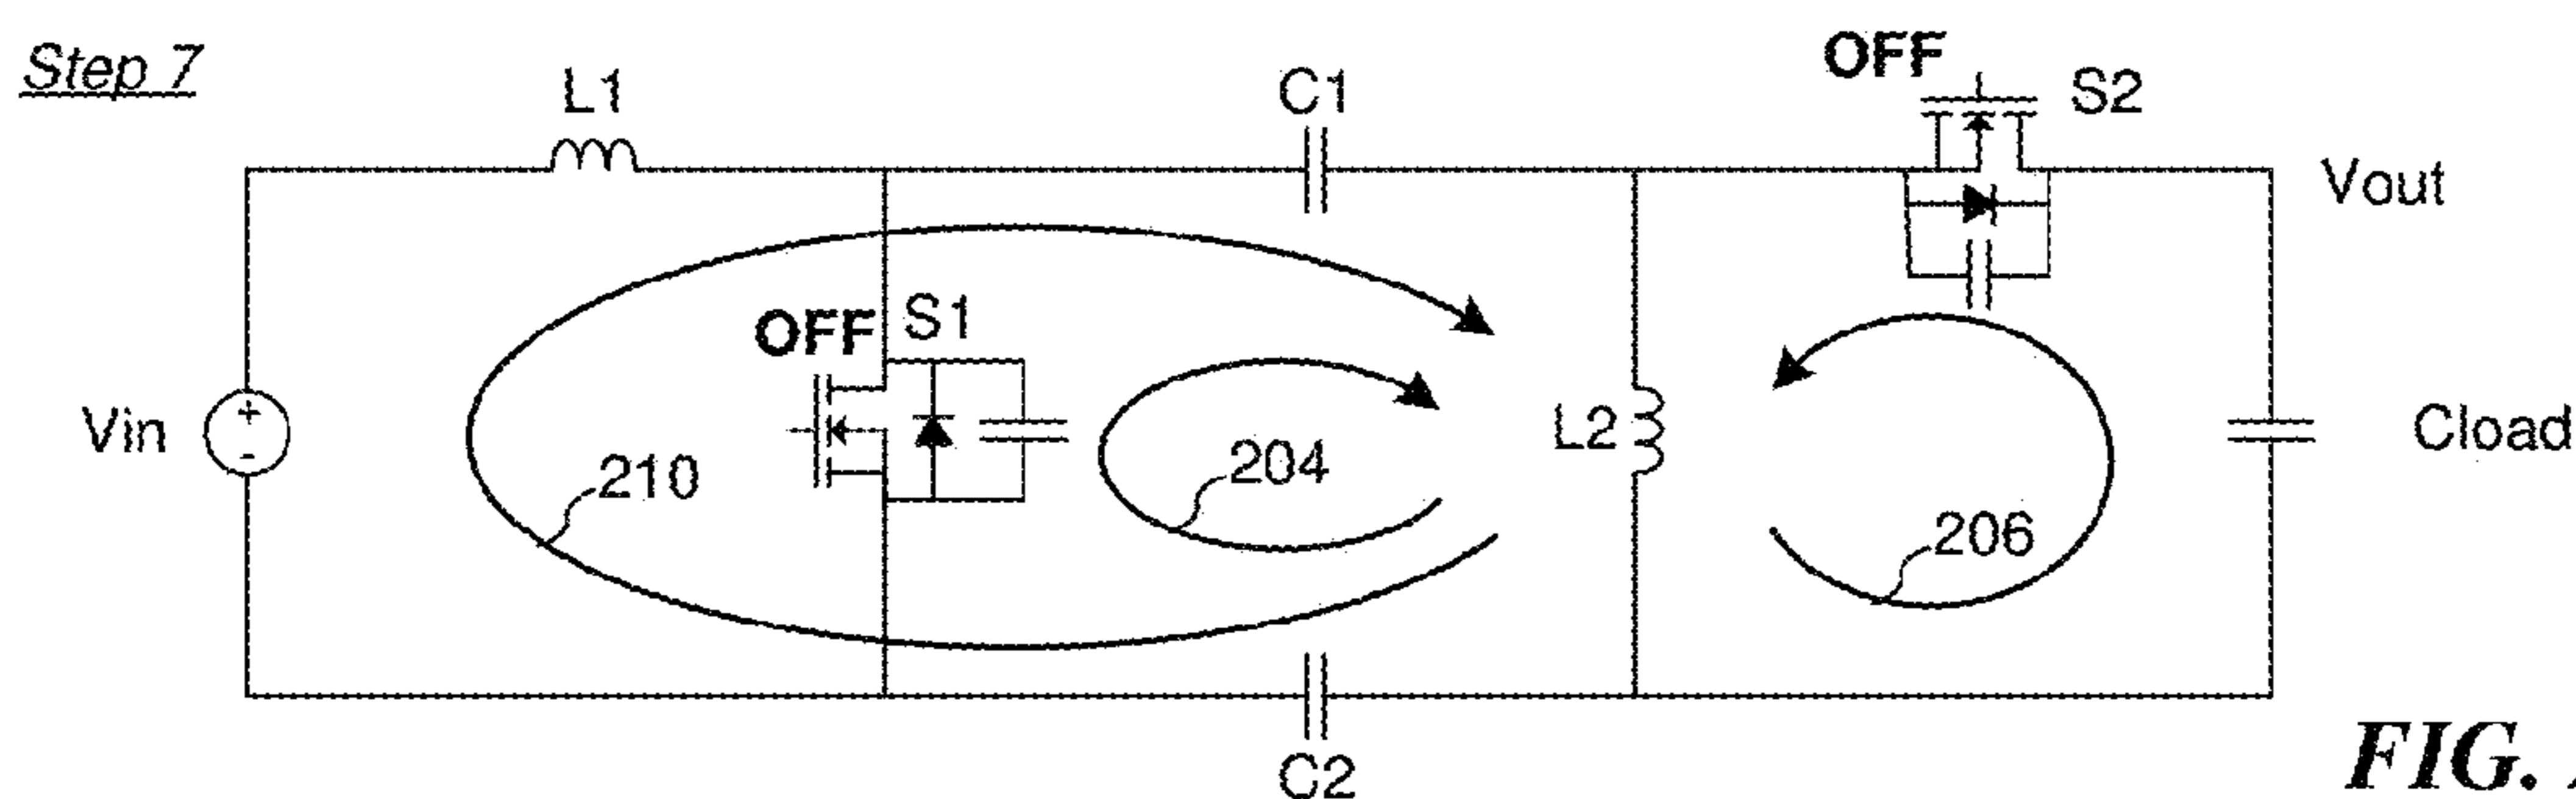 Step 7
L1
C1
OFF
S2
Vout
OFF
S1
Vin
+
-
210
204
L2
206
Cload
C2
FIG.